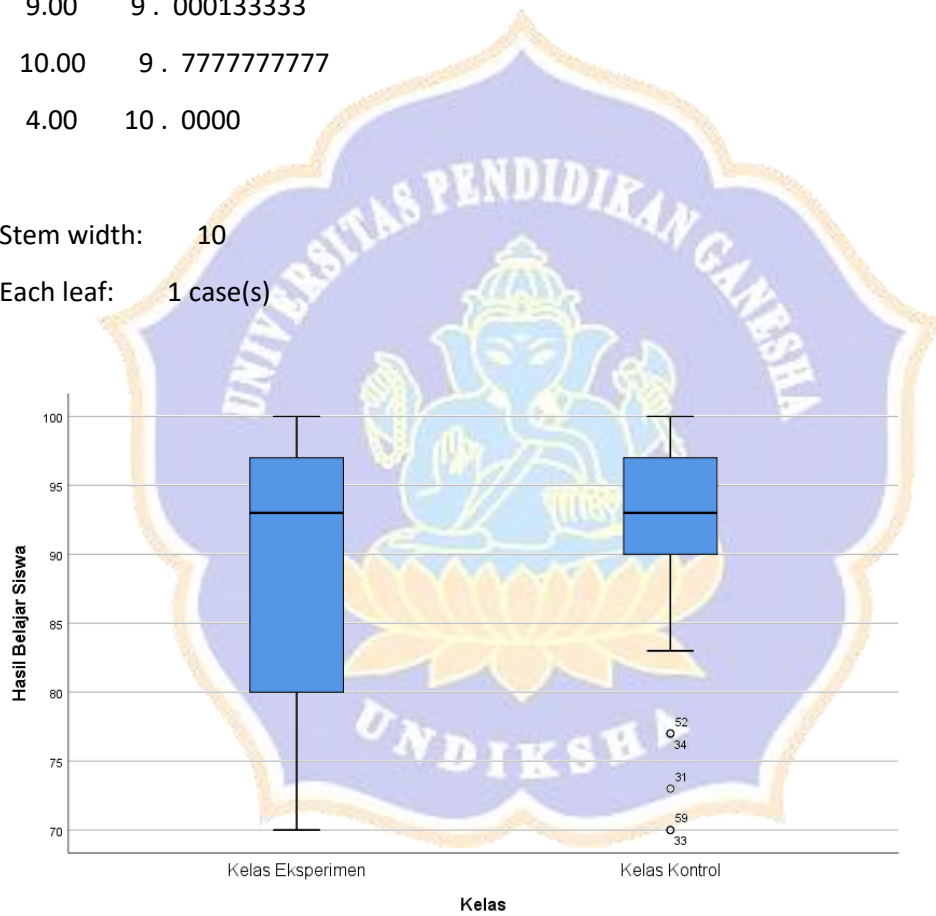 9.00 9 . 000133333
10.00 9 . 7777777777
4.00 10 . 0000
Stem width: 10
Each leaf: 1 case(s)
UNIVERSITAS PENDIDIKAN GANESHA
UNDIKSHA
Hasil Belajar Siswa
100
95
90
85
80
75
70
52
34
31
59
33
Kelas Eksperimen
Kelas Kontrol
Kelas